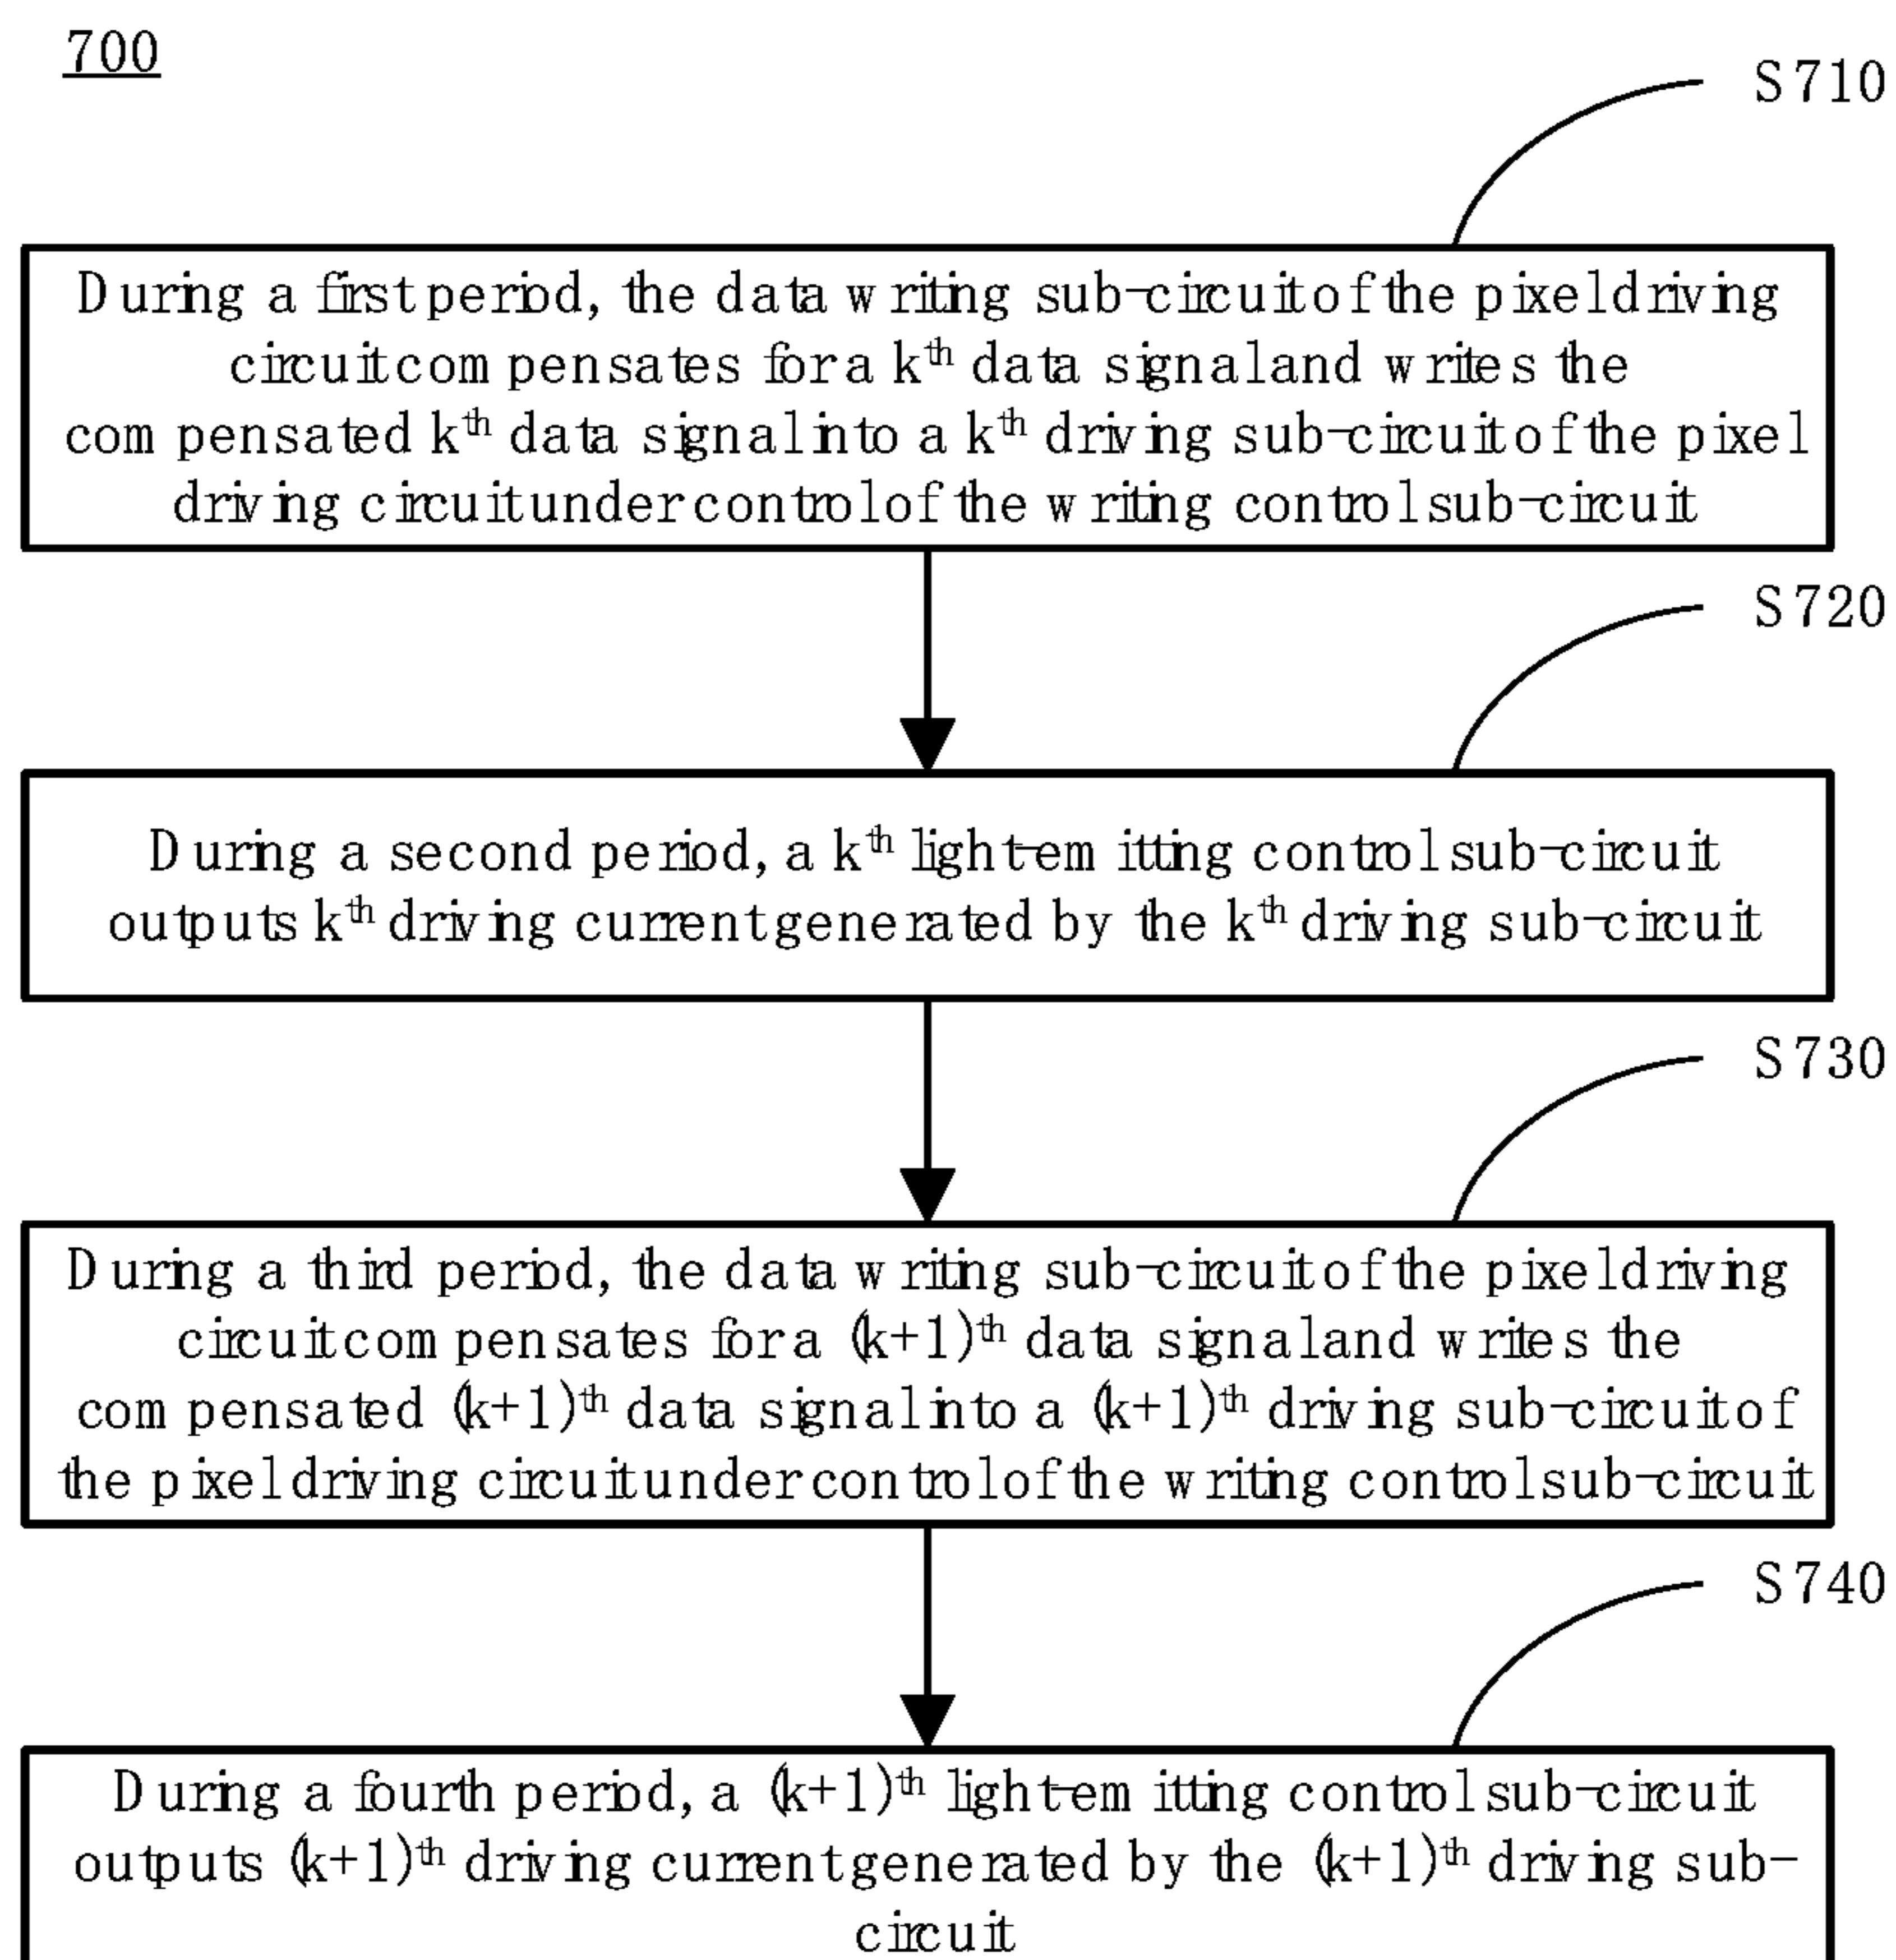 700
S710
During a first period, the data writing sub-circuit of the pixel driving
circuit compensates for a kᵗʰ data signal and writes the
compensated kᵗʰ data signal into a kᵗʰ driving sub-circuit of the pixel
driving circuit under control of the writing control sub-circuit
S720
During a second period, a kᵗʰ light-emitting control sub-circuit
outputs kᵗʰ driving current generated by the kᵗʰ driving sub-circuit
S730
During a third period, the data writing sub-circuit of the pixel driving
circuit compensates for a (k+1)ᵗʰ data signal and writes the
compensated (k+1)ᵗʰ data signal into a (k+1)ᵗʰ driving sub-circuit of
the pixel driving circuit under control of the writing control sub-circuit
S740
During a fourth period, a (k+1)ᵗʰ light-emitting control sub-circuit
outputs (k+1)ᵗʰ driving current generated by the (k+1)ᵗʰ driving sub-
circuit